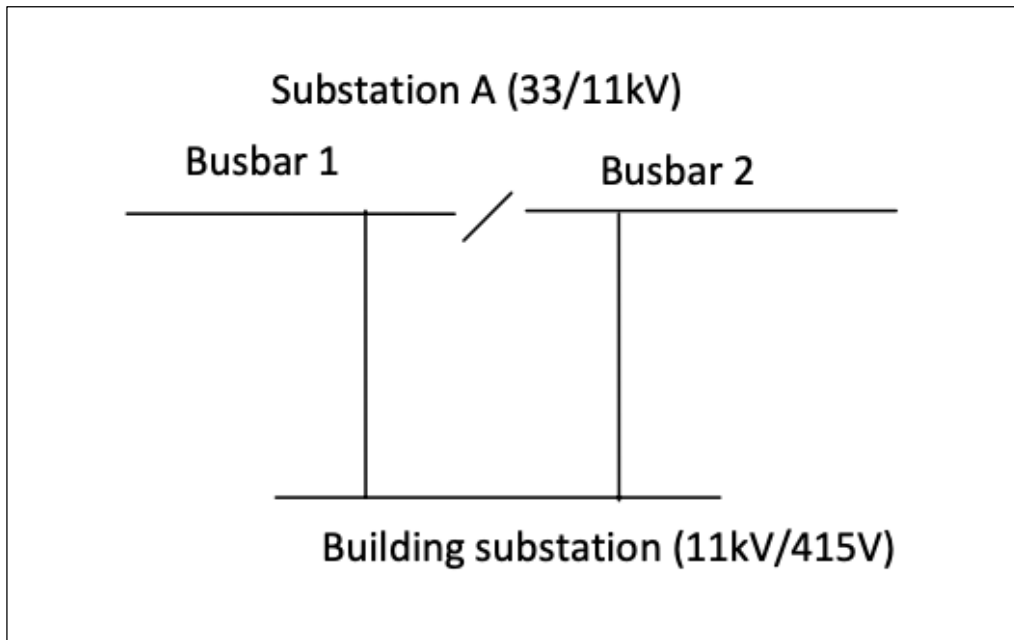 Substation A (33/11kV)
Busbar 1
Busbar 2
Building substation (11kV/415V)